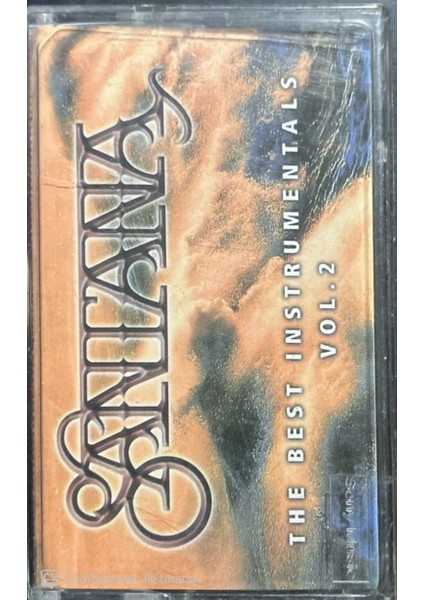 SANTANA
THE BEST INSTRUMENTALS
VOL.2